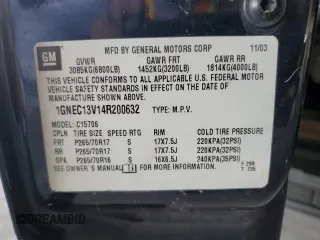 GM
MFD BY GENERAL MOTORS CORP 11/03
GVWR GAWR FRT GAWR RR
3085KG(6800LB) 1452KG(3200LB) 1814KG(4000LB)
THIS VEHICLE CONFORMS TO ALL APPLICABLE U.S. FEDERAL
MOTOR VEHICLE SAFETY STANDARDS IN EFFECT ON THE DATE OF
MANUFACTURE SHOWN ABOVE.
1GNEC13V14R200632 TYPE: M.P.V.
MODEL: C15706
CPLN TIRE SIZE SPEED RTG RIM COLD TIRE PRESSURE
FRT P265/70R17 S 17X7.5J 220KPA(32PSI)
RR P265/70R17 S 17X7.5J 220KPA(32PSI)
SPA P265/70R16 S 16X6.5J 240KPA(35PSI)
SEE OWNER'S MANUAL FOR ADDITIONAL INFORMATION.
DREAMBID